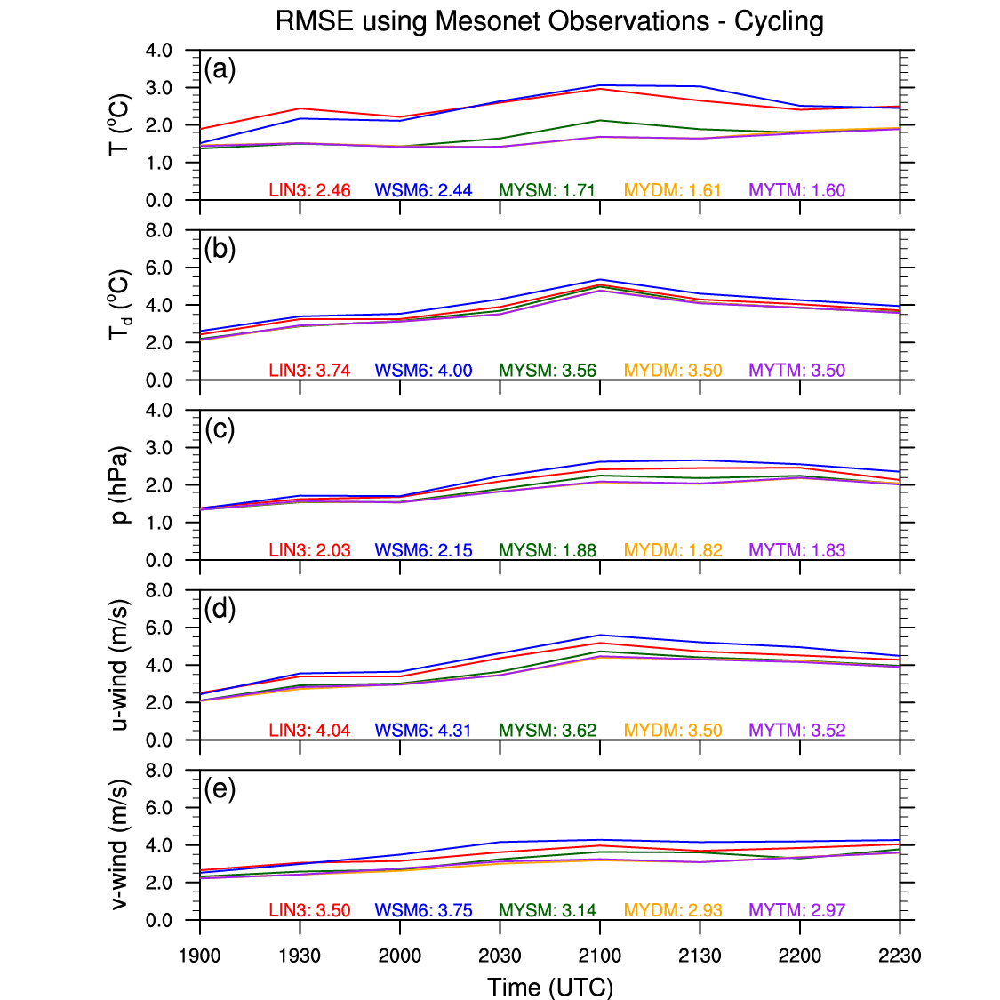 RMSE using Mesonet Observations - Cycling
4.0
(a)
3.0
T (°C)
2.0
1.0
LIN3: 2.46 WSM6: 2.44 MYSM: 1.71 MYDM: 1.61 MYTM: 1.60
0.0
8.0
(b)
6.0
Td (°C)
4.0
2.0
LIN3: 3.74 WSM6: 4.00 MYSM: 3.56 MYDM: 3.50 MYTM: 3.50
0.0
4.0
(c)
3.0
p (hPa)
2.0
1.0
LIN3: 2.03 WSM6: 2.15 MYSM: 1.88 MYDM: 1.82 MYTM: 1.83
0.0
8.0
(d)
6.0
u-wind (m/s)
4.0
2.0
LIN3: 4.04 WSM6: 4.31 MYSM: 3.62 MYDM: 3.50 MYTM: 3.52
0.0
8.0
(e)
6.0
v-wind (m/s)
4.0
2.0
LIN3: 3.50 WSM6: 3.75 MYSM: 3.14 MYDM: 2.93 MYTM: 2.97
0.0
1900 1930 2000 2030 2100 2130 2200 2230
Time (UTC)